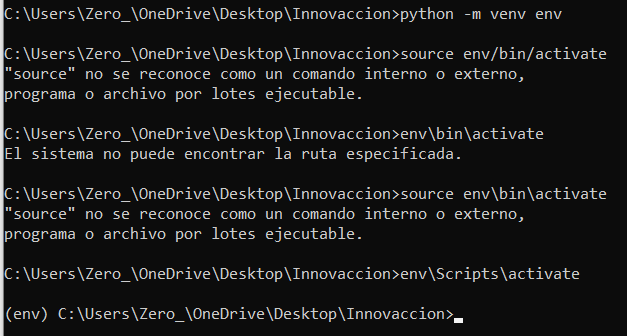 C:\Users\Zero_\OneDrive\Desktop\Innovaccion>python -m venv env
C:\Users\Zero_\OneDrive\Desktop\Innovaccion>source env/bin/activate
"source" no se reconoce como un comando interno o externo,
programa o archivo por lotes ejecutable.
C:\Users\Zero_\OneDrive\Desktop\Innovaccion>env\bin\activate
El sistema no puede encontrar la ruta especificada.
C:\Users\Zero_\OneDrive\Desktop\Innovaccion>source env\bin\activate
"source" no se reconoce como un comando interno o externo,
programa o archivo por lotes ejecutable.
C:\Users\Zero_\OneDrive\Desktop\Innovaccion>env\Scripts\activate
(env) C:\Users\Zero_\OneDrive\Desktop\Innovaccion>